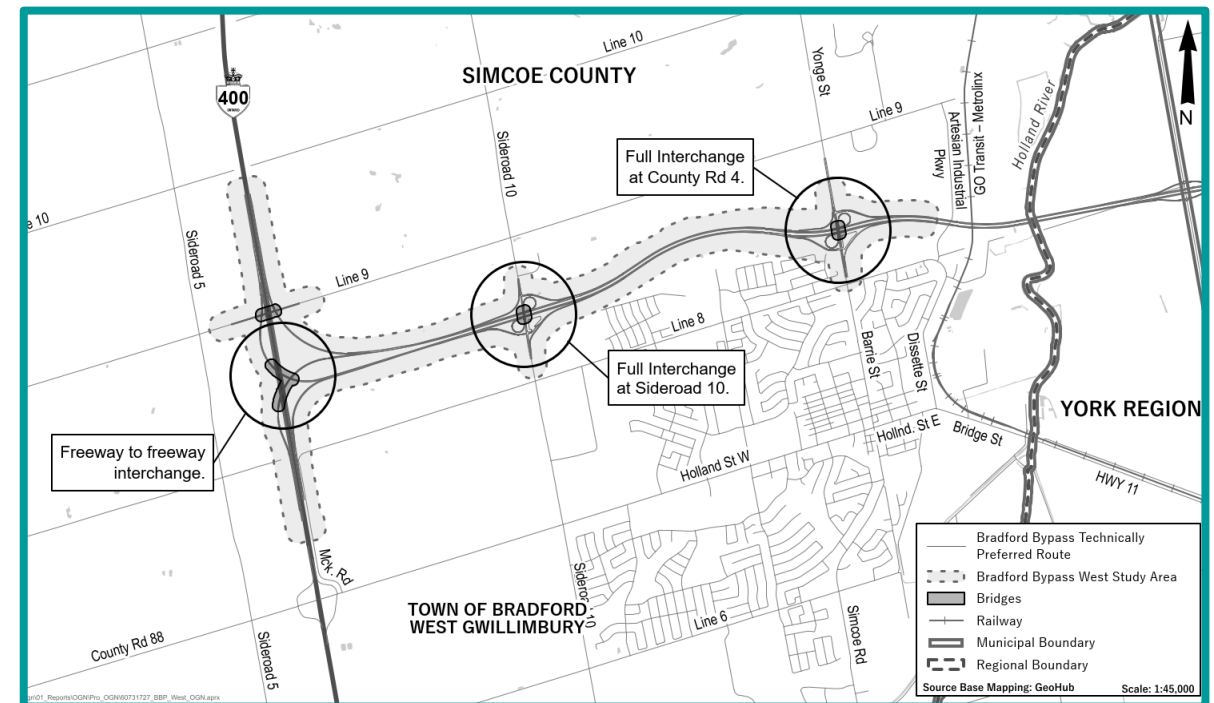 Line 10
SIMCOE COUNTY
400
ONTARIO
N
Yonge St
Line 9
Artesian Industrial
Pkwy
GO Transit – Metrolinx
Holland River
Sideroad 10
Full Interchange
at County Rd 4.
e 10
Sideroad 5
Line 9
Line 8
Full Interchange
at Sideroad 10.
Barrie St
Dissette St
YORK REGION
Freeway to freeway
interchange.
Hollnd. St E
Bridge St
Holland St W
HWY 11
Mck. Rd
Sideroad 10
TOWN OF BRADFORD
WEST GWILLIMBURY
Line 6
Simcoe Rd
County Rd 88
Sideroad 5
Bradford Bypass Technically
Preferred Route
Bradford Bypass West Study Area
Bridges
Railway
Municipal Boundary
Regional Boundary
Source Base Mapping: GeoHub
Scale: 1:45,000